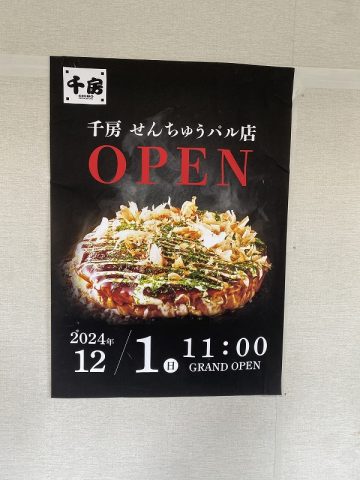 千房
千房 せんちゅうパル店
OPEN
2024年
12/1日 11:00
GRAND OPEN